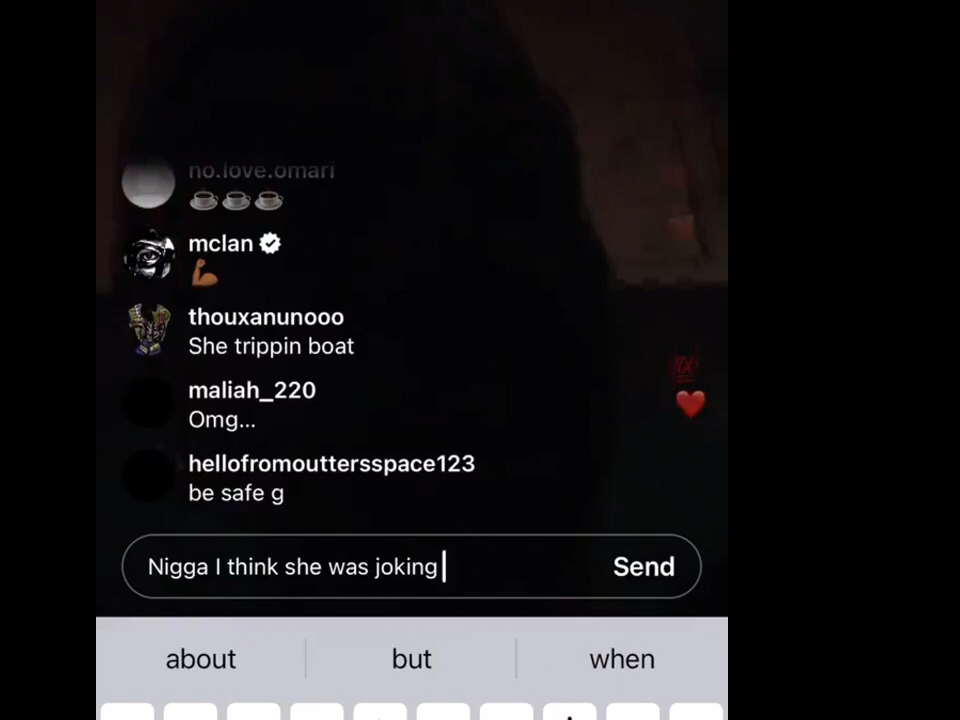 no.love.omari
☕☕☕
mclan
💪🏾
thouxanunooo
She trippin boat
maliah_220
Omg...
hellofromouttersspace123
be safe g
Nigga I think she was joking
Send
about
but
when